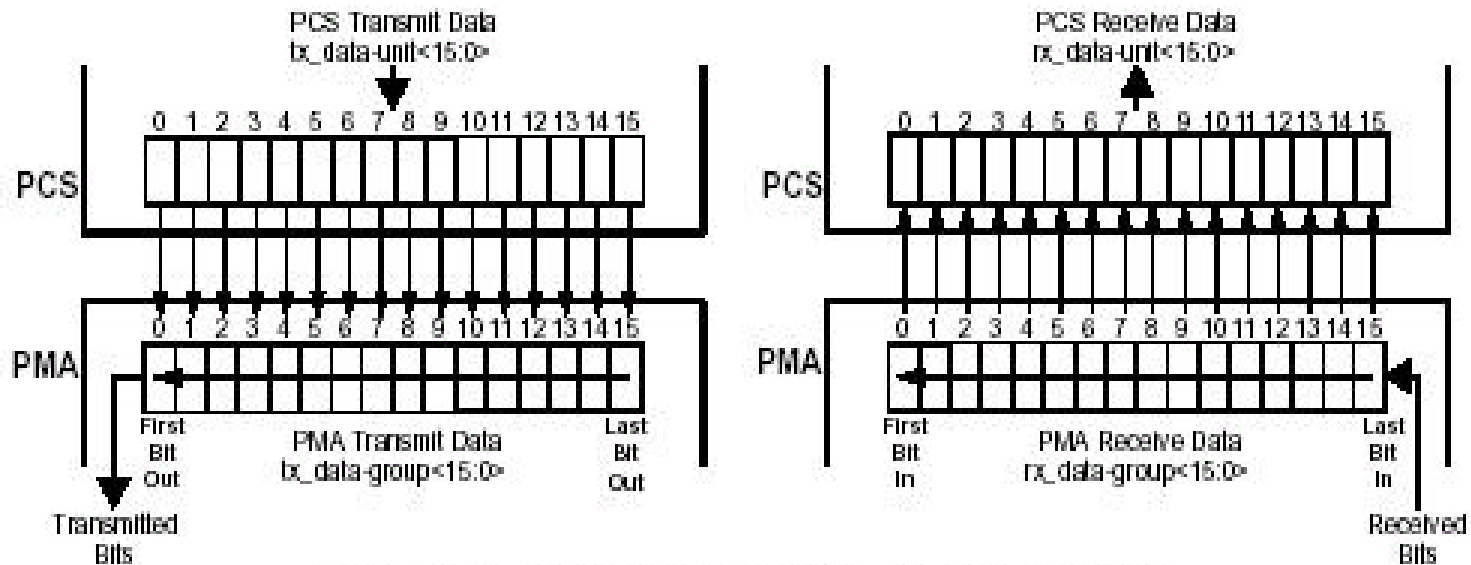 PCS Transmit Data
tx_data-unit<15:0>
0 1 2 3 4 5 6 7 8 9 10 11 12 13 14 15
PCS
0 1 2 3 4 5 6 7 8 9 10 11 12 13 14 15
PMA
First
Bit
Out
PMA Transmit Data
tx_data-group<15:0>
Last
Bit
Out
Transmitted
Bits
PCS Receive Data
rx_data-unit<15:0>
0 1 2 3 4 5 6 7 8 9 10 11 12 13 14 15
PCS
0 1 2 3 4 5 6 7 8 9 10 11 12 13 14 15
PMA
First
Bit
In
PMA Receive Data
rx_data-group<15:0>
Last
Bit
In
Received
Bits